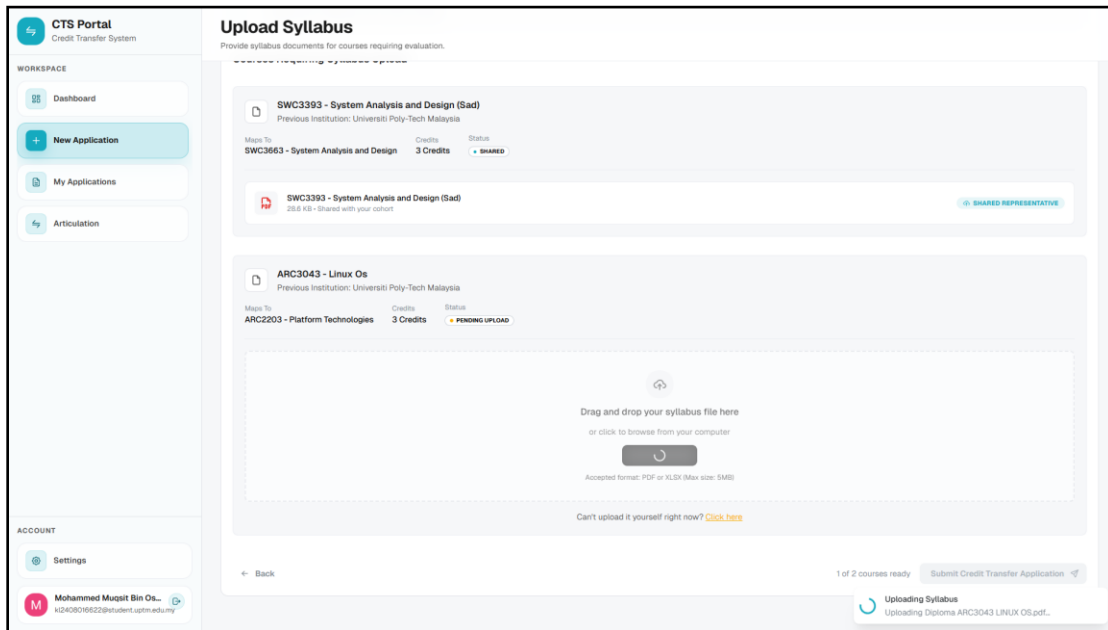 CTS Portal
Credit Transfer System
WORKSPACE
Dashboard
New Application
My Applications
Articulation
ACCOUNT
Settings
M
Mohammed Muqsit Bin Os...
kl2408016622@student.uptm.edu.my
Upload Syllabus
Provide syllabus documents for courses requiring evaluation.
Courses Requiring Syllabus Upload
SWC3393 - System Analysis and Design (Sad)
Previous Institution: Universiti Poly-Tech Malaysia
Maps To Credits Status
SWC3663 - System Analysis and Design 3 Credits SHARED
PDF
SWC3393 - System Analysis and Design (Sad)
28.6 KB • Shared with your cohort
SHARED REPRESENTATIVE
ARC3043 - Linux Os
Previous Institution: Universiti Poly-Tech Malaysia
Maps To Credits Status
ARC2203 - Platform Technologies 3 Credits PENDING UPLOAD
Drag and drop your syllabus file here
or click to browse from your computer
Accepted format: PDF or XLSX (Max size: 5MB)
Can't upload it yourself right now? Click here
Back
1 of 2 courses ready Submit Credit Transfer Application
Uploading Syllabus
Uploading Diploma ARC3043 LINUX OS.pdf...